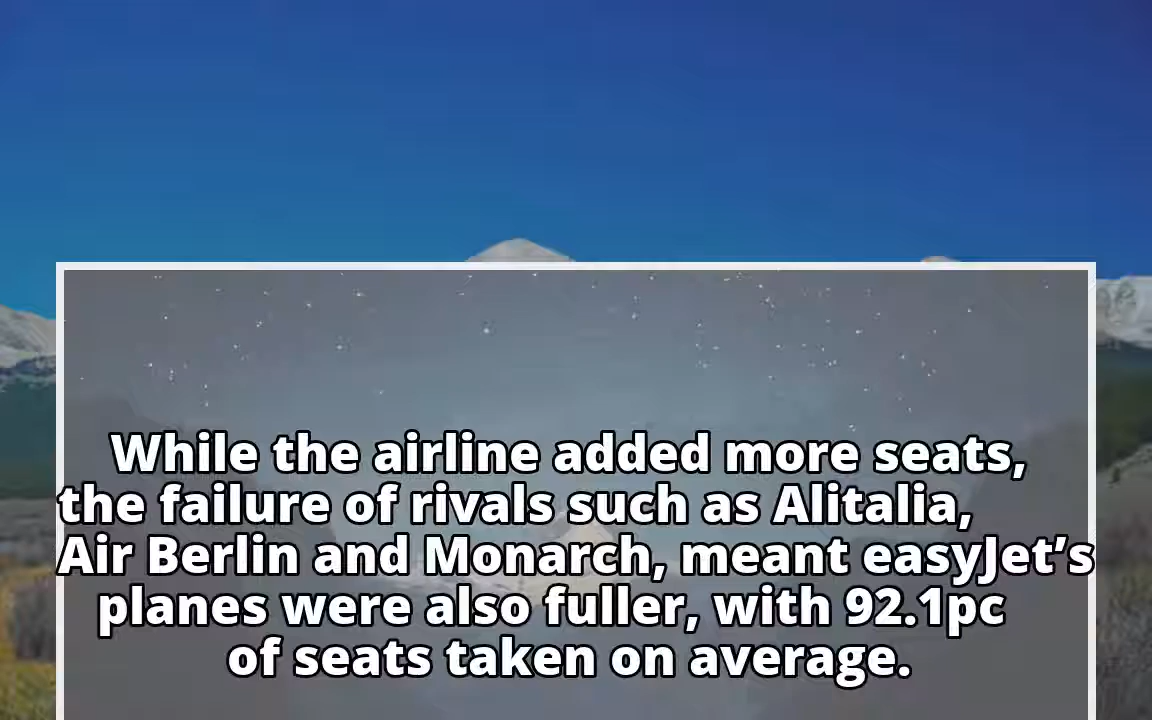 While the airline added more seats,
the failure of rivals such as Alitalia,
Air Berlin and Monarch, meant easyJet’s
planes were also fuller, with 92.1pc
of seats taken on average.